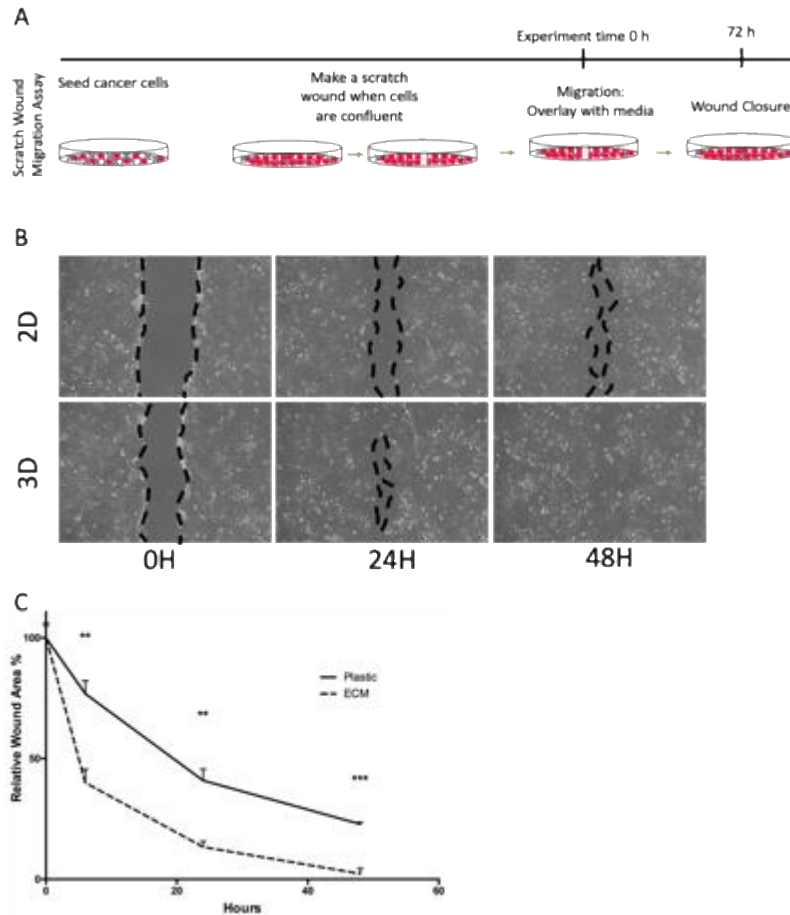 A
Experiment time 0 h
72 h
Scratch Wound
Migration Assay
Seed cancer cells
Make a scratch
wound when cells
are confluent
Migration:
Overlay with media
Wound Closure
B
2D
3D
0H
24H
48H
C
Relative Wound Area %
100
50
0
**
**
***
Plastic
ECM
0
20
40
60
Hours